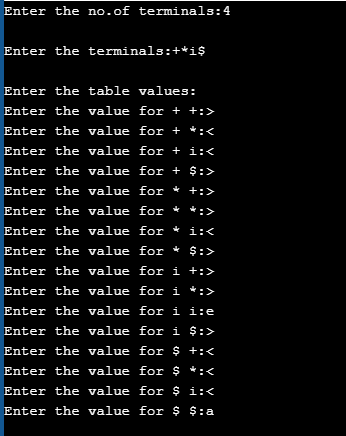 Enter the no.of terminals:4
Enter the terminals:+*i$
Enter the table values:
Enter the value for + +:>
Enter the value for + *:<
Enter the value for + i:<
Enter the value for + $:>
Enter the value for * +:>
Enter the value for * *:>
Enter the value for * i:<
Enter the value for * $:>
Enter the value for i +:>
Enter the value for i *:>
Enter the value for i i:e
Enter the value for i $:>
Enter the value for $ +:<
Enter the value for $ *:<
Enter the value for $ i:<
Enter the value for $ $:a